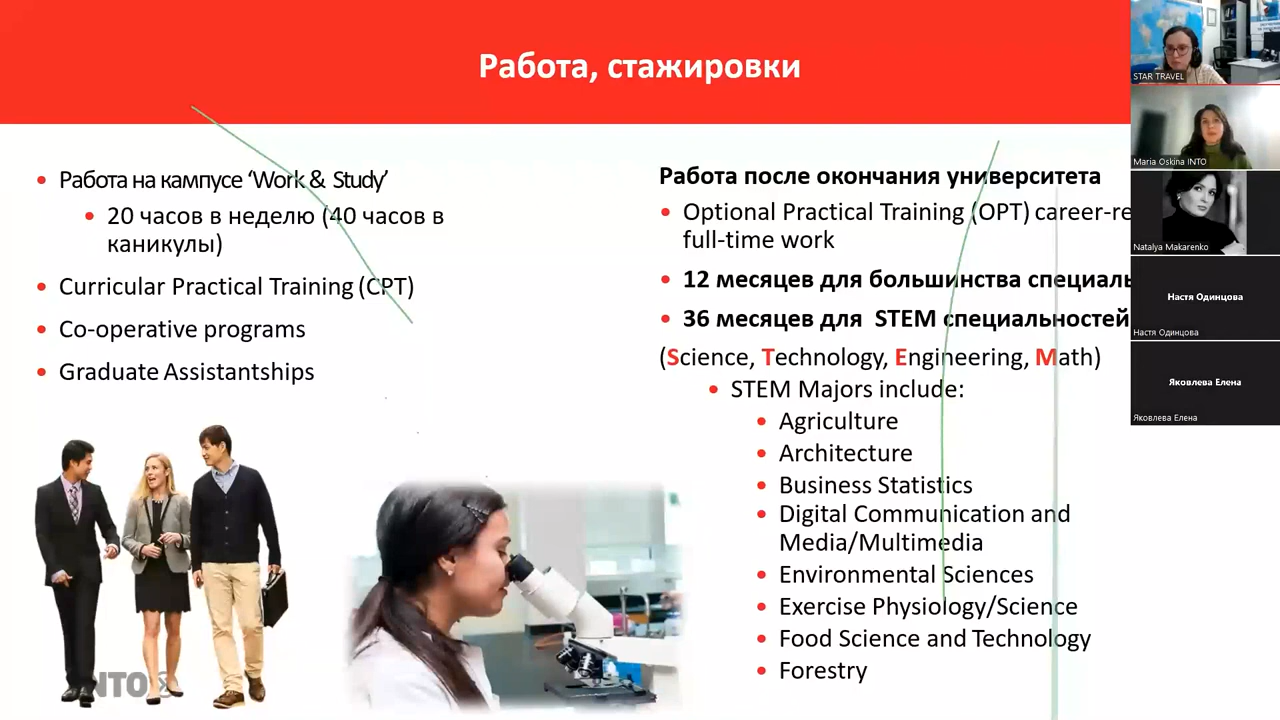 Работа, стажировки
Работа на кампусе ‘Work & Study’
20 часов в неделю (40 часов в
каникулы)
Curricular Practical Training (CPT)
Co-operative programs
Graduate Assistantships
INTO
Работа после окончания университета
Optional Practical Training (OPT) career-re
full-time work
12 месяцев для большинства специаль
36 месяцев для STEM специальностей
(Science, Technology, Engineering, Math)
STEM Majors include:
Agriculture
Architecture
Business Statistics
Digital Communication and
Media/Multimedia
Environmental Sciences
Exercise Physiology/Science
Food Science and Technology
Forestry
STAR TRAVEL
Maria Oskina INTO
Natalya Makarenko
Настя Одинцова
Настя Одинцова
Яковлева Елена
Яковлева Елена